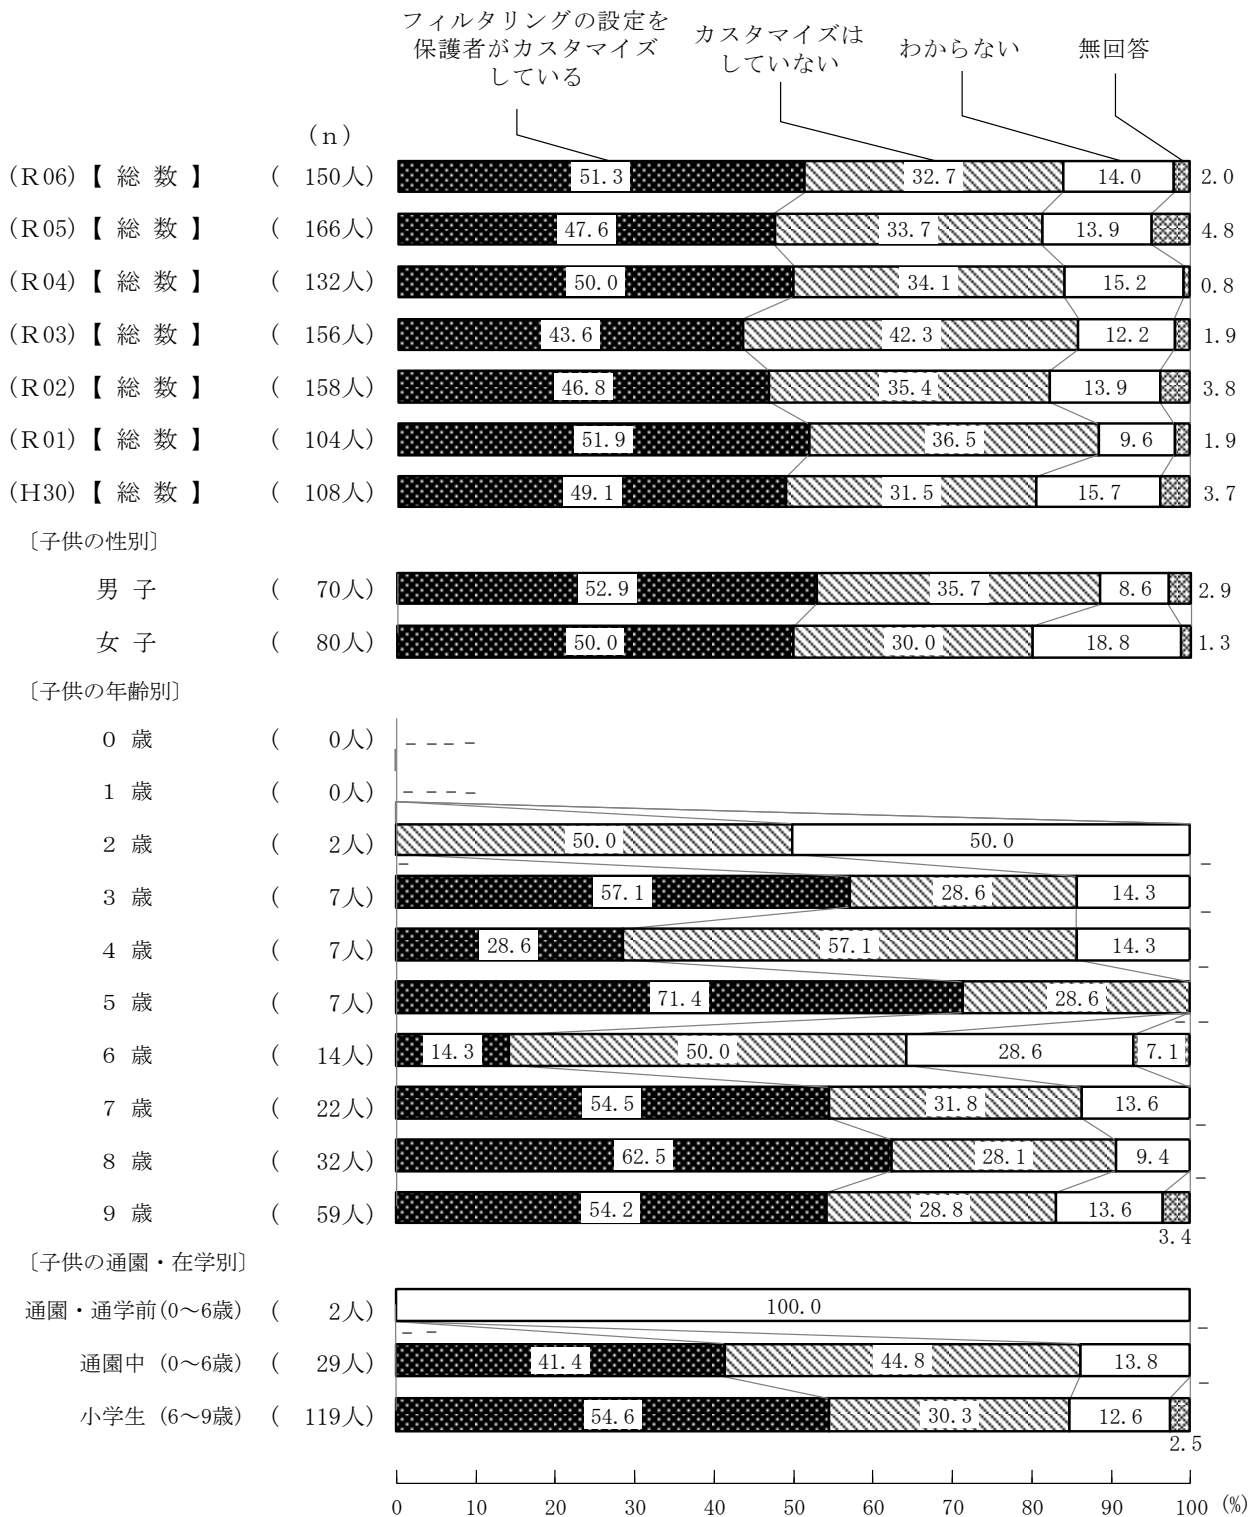 フィルタリングの設定を
保護者がカスタマイズ
している
カスタマイズは
していない
わからない
無回答
(ｎ)
(Ｒ06)【 総 数 】 ( 150人) 51.3 32.7 14.0 2.0
(Ｒ05)【 総 数 】 ( 166人) 47.6 33.7 13.9 4.8
(Ｒ04)【 総 数 】 ( 132人) 50.0 34.1 15.2 0.8
(Ｒ03)【 総 数 】 ( 156人) 43.6 42.3 12.2 1.9
(Ｒ02)【 総 数 】 ( 158人) 46.8 35.4 13.9 3.8
(Ｒ01)【 総 数 】 ( 104人) 51.9 36.5 9.6 1.9
(Ｈ30)【 総 数 】 ( 108人) 49.1 31.5 15.7 3.7
〔子供の性別〕
男 子 ( 70人) 52.9 35.7 8.6 2.9
女 子 ( 80人) 50.0 30.0 18.8 1.3
〔子供の年齢別〕
０ 歳 ( 0人) － － － －
１ 歳 ( 0人) － － － －
２ 歳 ( 2人) 50.0 50.0
－ －
３ 歳 ( 7人) 57.1 28.6 14.3
－
４ 歳 ( 7人) 28.6 57.1 14.3
－
５ 歳 ( 7人) 71.4 28.6
－ －
６ 歳 ( 14人) 14.3 50.0 28.6 7.1
７ 歳 ( 22人) 54.5 31.8 13.6
－
８ 歳 ( 32人) 62.5 28.1 9.4
－
９ 歳 ( 59人) 54.2 28.8 13.6
3.4
〔子供の通園・在学別〕
通園・通学前(0～6歳) ( 2人) 100.0
－ － －
通園中 (0～6歳) ( 29人) 41.4 44.8 13.8
－
小学生 (6～9歳) ( 119人) 54.6 30.3 12.6
2.5
0 10 20 30 40 50 60 70 80 90 100 (%)